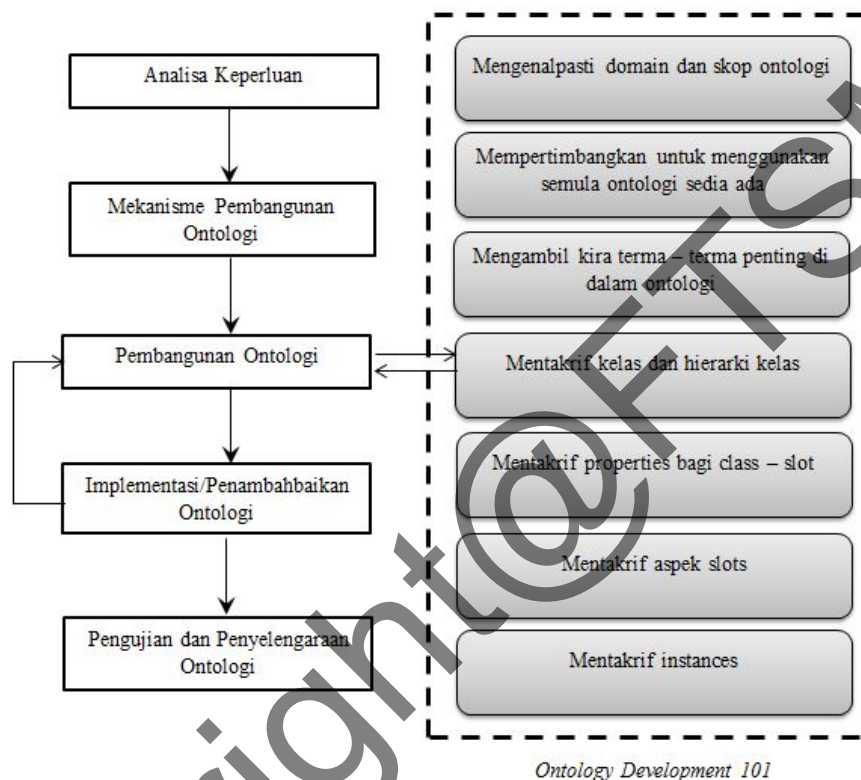 Analisa Keperluan
Mekanisme Pembangunan
Ontologi
Pembangunan Ontologi
Implementasi/Penambahbaikan
Ontologi
Pengujian dan Penyelengaraan
Ontologi
Mengenalpasti domain dan skop ontologi
Mempertimbangkan untuk menggunakan
semula ontologi sedia ada
Mengambil kira terma – terma penting di
dalam ontologi
Mentakrif kelas dan hierarki kelas
Mentakrif properties bagi class – slot
Mentakrif aspek slots
Mentakrif instances
Ontology Development 101
right@FTSM